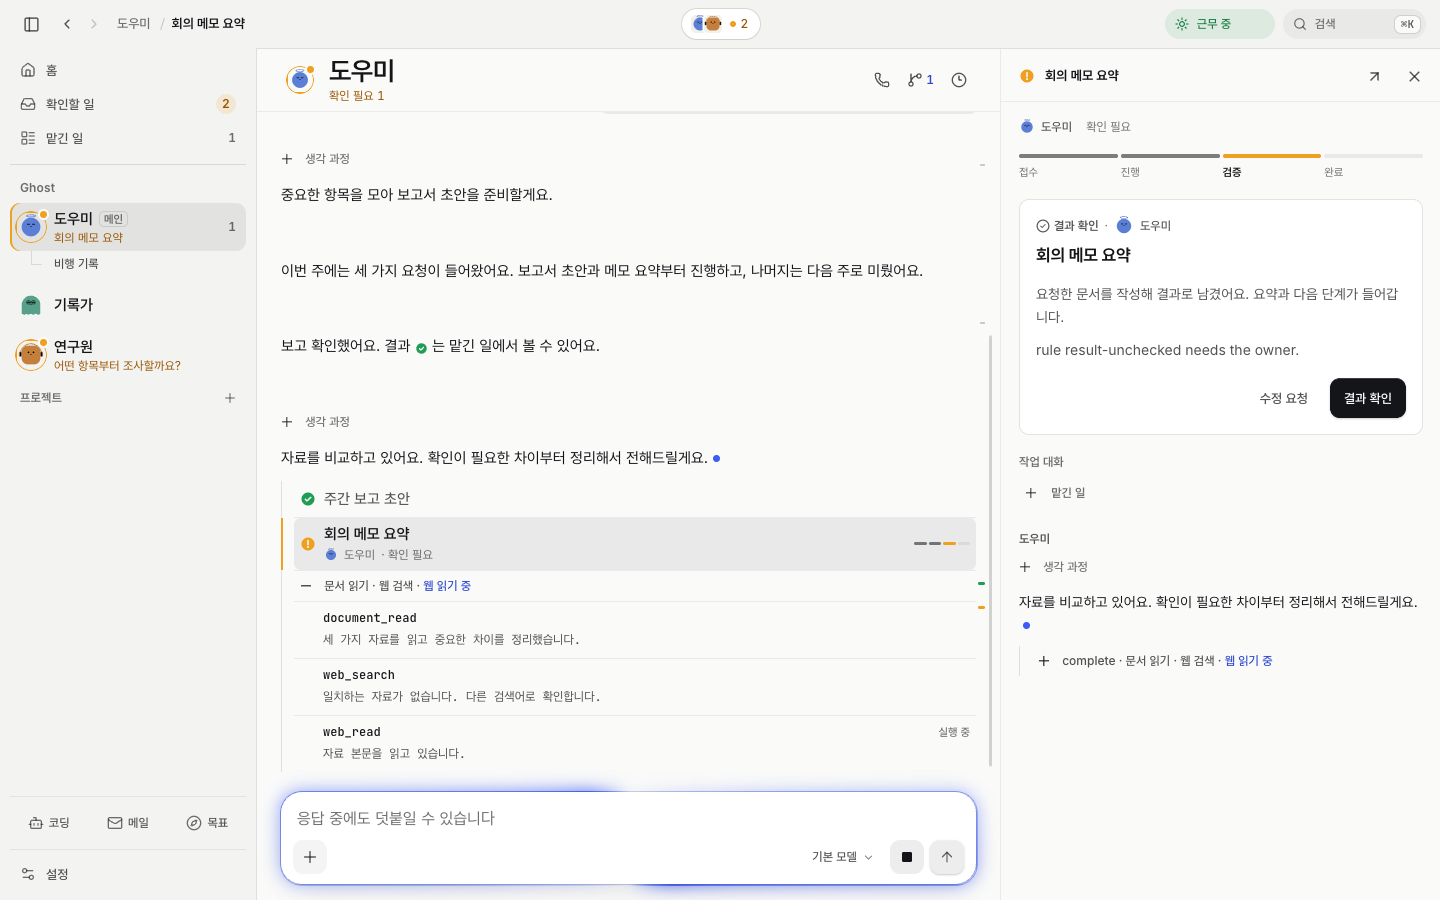 도우미 / 회의 메모 요약
2
근무 중
검색 ⌘K
홈
확인할 일 2
맡긴 일 1
Ghost
도우미 메인 1
회의 메모 요약
비행 기록
기록가
연구원
어떤 항목부터 조사할까요?
프로젝트
코딩 메일 목표
설정
도우미
확인 필요 1
1
생각 과정
중요한 항목을 모아 보고서 초안을 준비할게요.
이번 주에는 세 가지 요청이 들어왔어요. 보고서 초안과 메모 요약부터 진행하고, 나머지는 다음 주로 미뤘어요.
보고 확인했어요. 결과 는 맡긴 일에서 볼 수 있어요.
생각 과정
자료를 비교하고 있어요. 확인이 필요한 차이부터 정리해서 전해드릴게요.
주간 보고 초안
회의 메모 요약
도우미 · 확인 필요
문서 읽기 · 웹 검색 · 웹 읽기 중
document_read
세 가지 자료를 읽고 중요한 차이를 정리했습니다.
web_search
일치하는 자료가 없습니다. 다른 검색어로 확인합니다.
web_read 실행 중
자료 본문을 읽고 있습니다.
응답 중에도 덧붙일 수 있습니다
기본 모델
회의 메모 요약
도우미 확인 필요
접수 진행 검증 완료
결과 확인 · 도우미
회의 메모 요약
요청한 문서를 작성해 결과로 남겼어요. 요약과 다음 단계가 들어갑
니다.
rule result-unchecked needs the owner.
수정 요청 결과 확인
작업 대화
맡긴 일
도우미
생각 과정
자료를 비교하고 있어요. 확인이 필요한 차이부터 정리해서 전해드릴게요.
complete · 문서 읽기 · 웹 검색 · 웹 읽기 중